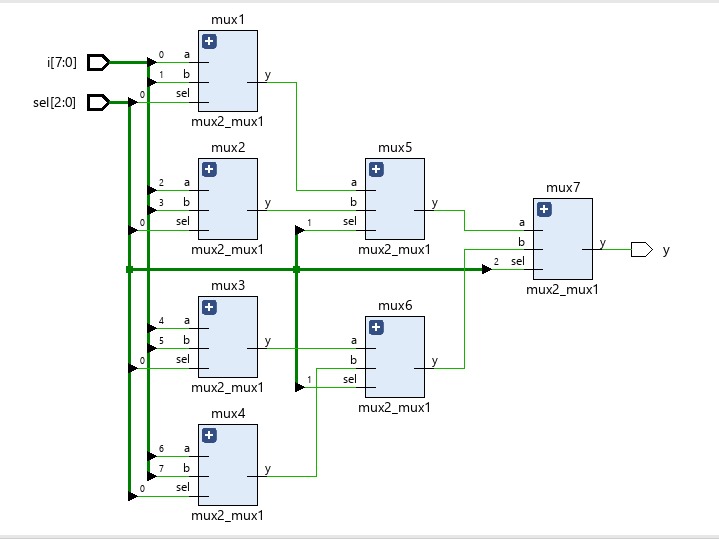 mux1
i[7:0]
0 a
1 b
0 sel
y
sel[2:0]
mux2_mux1
mux2
2 a
3 b
0 sel
y
mux2_mux1
mux5
a
b
1 sel
y
mux2_mux1
mux7
a
b
2 sel
y
y
mux2_mux1
mux3
4 a
5 b
0 sel
y
mux2_mux1
mux6
a
b
1 sel
y
mux2_mux1
mux4
6 a
7 b
0 sel
y
mux2_mux1